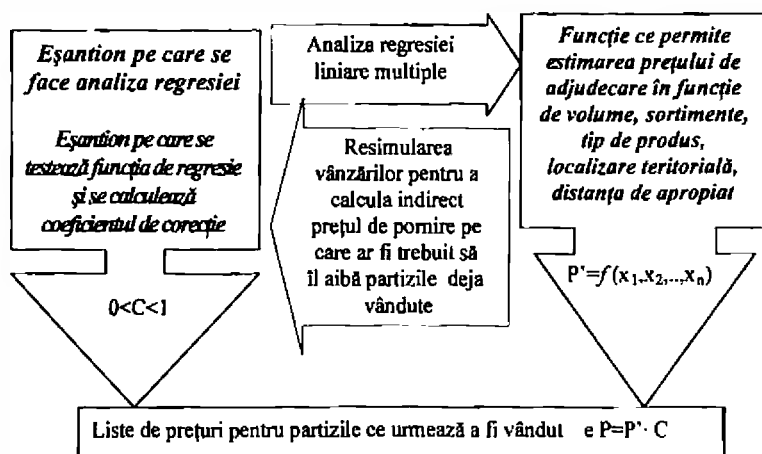 Eşantion pe care se
face analiza regresiei
Eşantion pe care se
testează funcţia de regresie
şi se calculează
coeficientul de corecţie
0<C<1
Analiza regresiei
liniare multiple
Resimularea
vânzărilor pentru a
calcula indirect
preţul de pornire pe
care ar fi trebuit să
îl aibă partizile deja
vândute
Funcţie ce permite
estimarea preţului de
adjudecare în funcţie
de volume, sortimente,
tip de produs,
localizare teritorială,
distanţa de apropiat
P'=f(x₁,x₂,..,xₙ)
Liste de preţuri pentru partizile ce urmează a fi vândut e P=P'· C